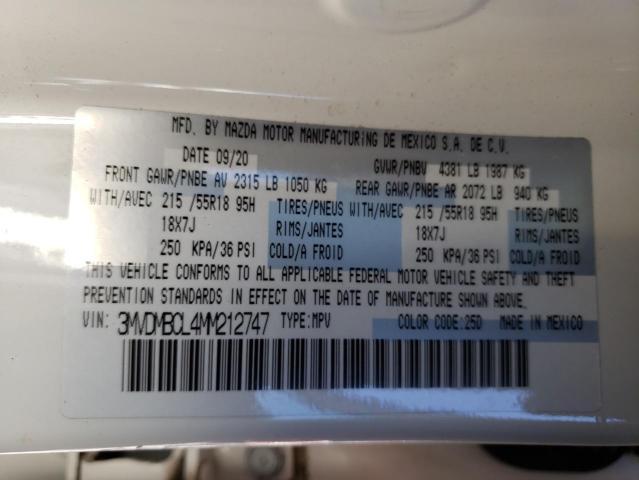 MFD. BY MAZDA MOTOR MANUFACTURING DE MEXICO S.A. DE C.V.
DATE 09/20 GVWR/PNBV 4381 LB 1987 KG
FRONT GAWR/PNBE AV 2315 LB 1050 KG REAR GAWR/PNBE AR 2072 LB 940 KG
WITH/AVEC 215 /55R18 95H TIRES/PNEUS WITH/AVEC 215 /55R18 95H TIRES/PNEUS
18X7J RIMS/JANTES 18X7J RIMS/JANTES
250 KPA/36 PSI COLD/A FROID 250 KPA/36 PSI COLD/A FROID
THIS VEHICLE CONFORMS TO ALL APPLICABLE FEDERAL MOTOR VEHICLE SAFETY AND THEFT
PREVENTION STANDARDS IN EFFECT ON THE DATE OF MANUFACTURE SHOWN ABOVE.
VIN: 3MVDMBCL4MM212747 TYPE:MPV COLOR CODE:25D MADE IN MEXICO